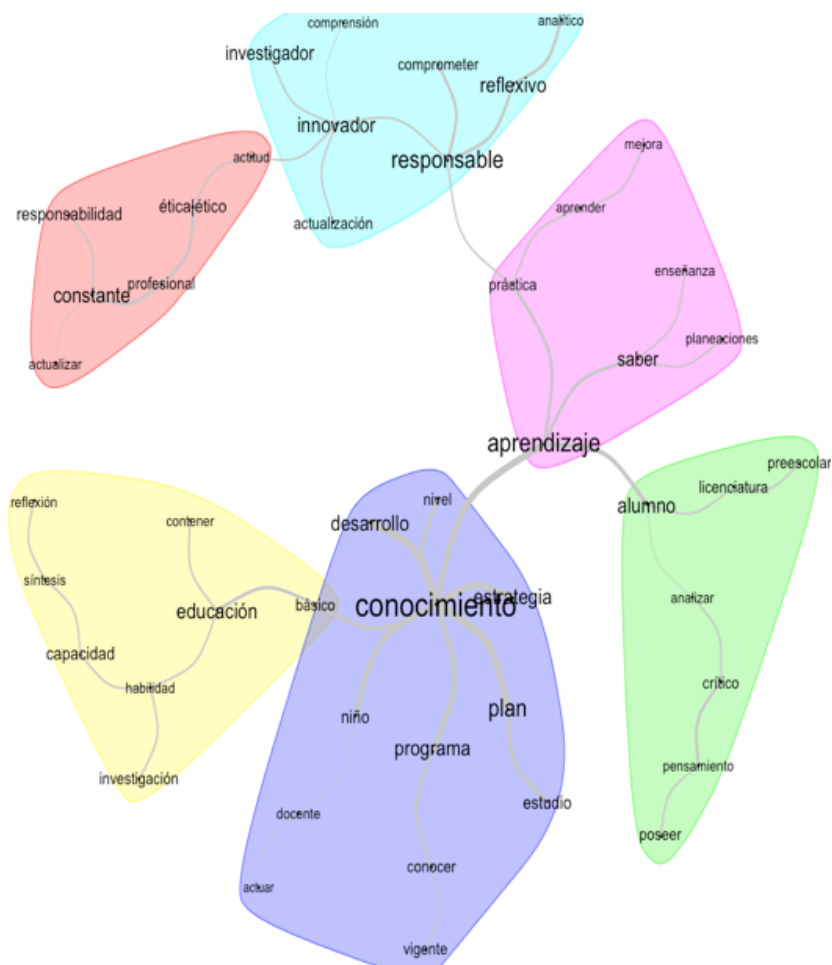 comprensión
analítico
investigador
comprometer
reflexivo
innovador
responsable
mejora
actitud
responsabilidad
ética|ético
aprender
actualización
enseñanza
profesional
práctica
constante
planeaciones
saber
actualizar
aprendizaje
preescolar
licenciatura
reflexión
nivel
alumno
contener
desarrollo
síntesis
estrategia
analizar
básico
conocimiento
educación
capacidad
crítico
habilidad
niño
plan
programa
pensamiento
investigación
estudio
docente
poseer
conocer
actuar
vigente